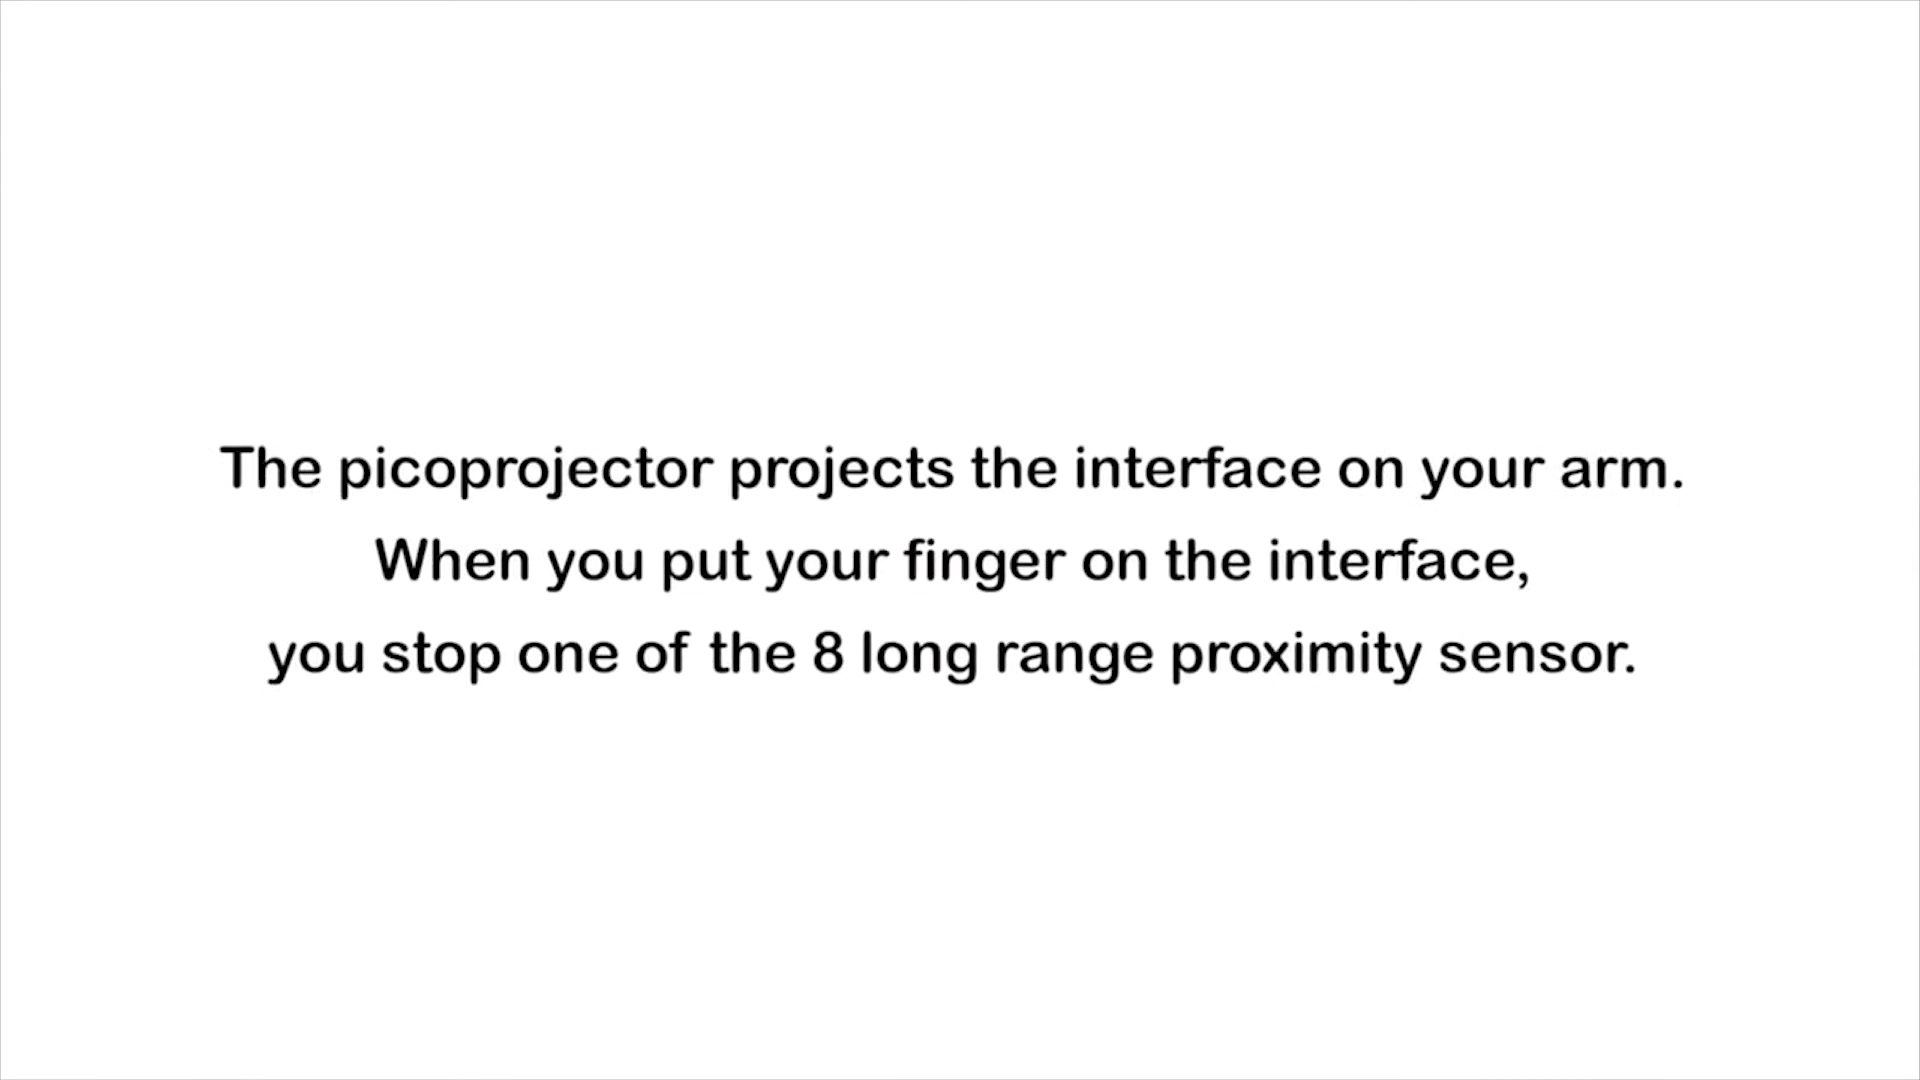 The picoprojector projects the interface on your arm.
When you put your finger on the interface,
you stop one of the 8 long range proximity sensor.